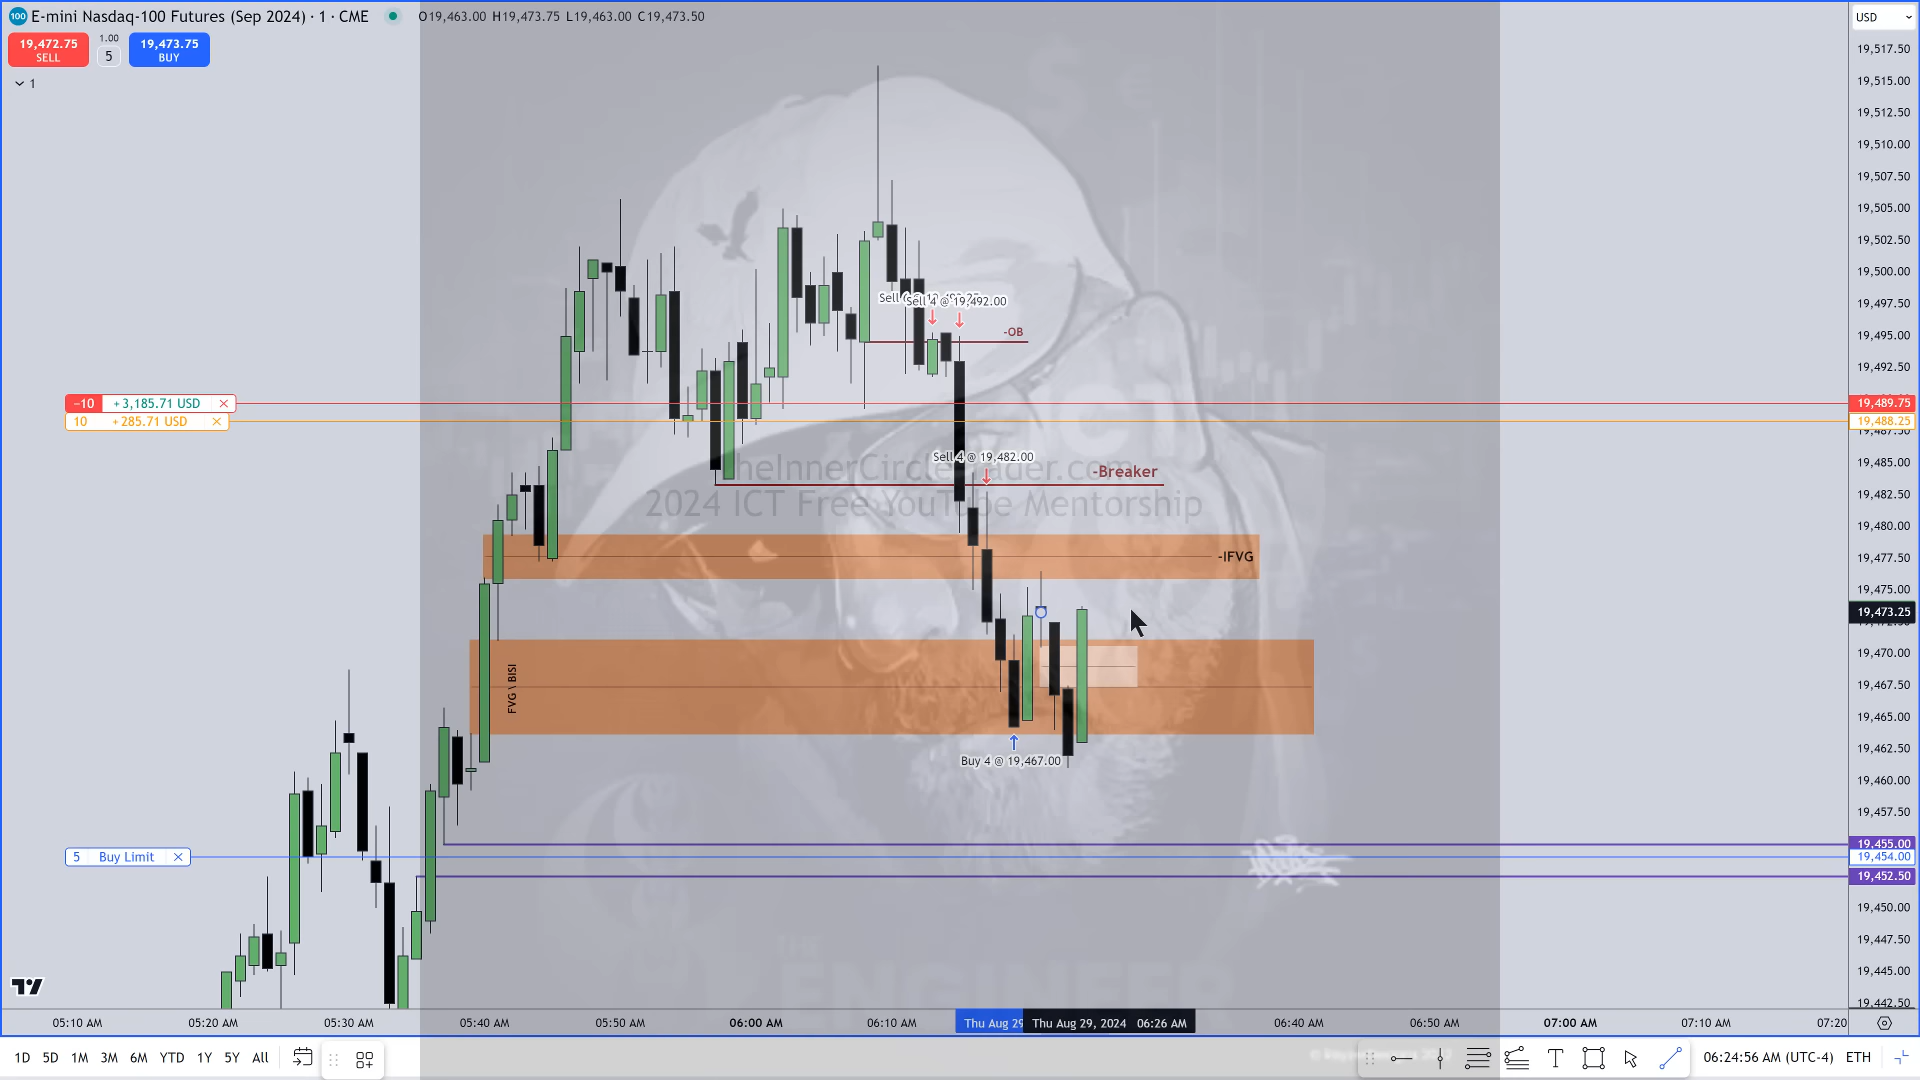 100 E-mini Nasdaq-100 Futures (Sep 2024) · 1 · CME O19,463.00 H19,473.75 L19,463.00 C19,473.50
19,472.75 SELL
1.00
5
19,473.75 BUY
1
USD
19,517.50
19,515.00
19,512.50
19,510.00
19,507.50
19,505.00
19,502.50
19,500.00
19,497.50
19,495.00
19,492.50
19,489.75
19,488.25
19,487.50
19,485.00
19,482.50
19,480.00
19,477.50
19,475.00
19,473.25
19,470.00
19,467.50
19,465.00
19,462.50
19,460.00
19,457.50
19,455.00
19,454.00
19,452.50
19,450.00
19,447.50
19,445.00
19,442.50
Sell 4 @ 19,492.00
-OB
−10 +3,185.71 USD
10 +285.71 USD
Sell 4 @ 19,482.00
-Breaker
TheInnerCircleTrader.com
2024 ICT Free YouTube Mentorship
-IFVG
FVG \ BISI
Buy 4 @ 19,467.00
5 Buy Limit
THE
ENGINEER
05:10 AM 05:20 AM 05:30 AM 05:40 AM 05:50 AM 06:00 AM 06:10 AM Thu Aug 29 Thu Aug 29, 2024 06:26 AM 06:40 AM 06:50 AM 07:00 AM 07:10 AM 07:20
1D 5D 1M 3M 6M YTD 1Y 5Y All
06:24:56 AM (UTC-4) ETH